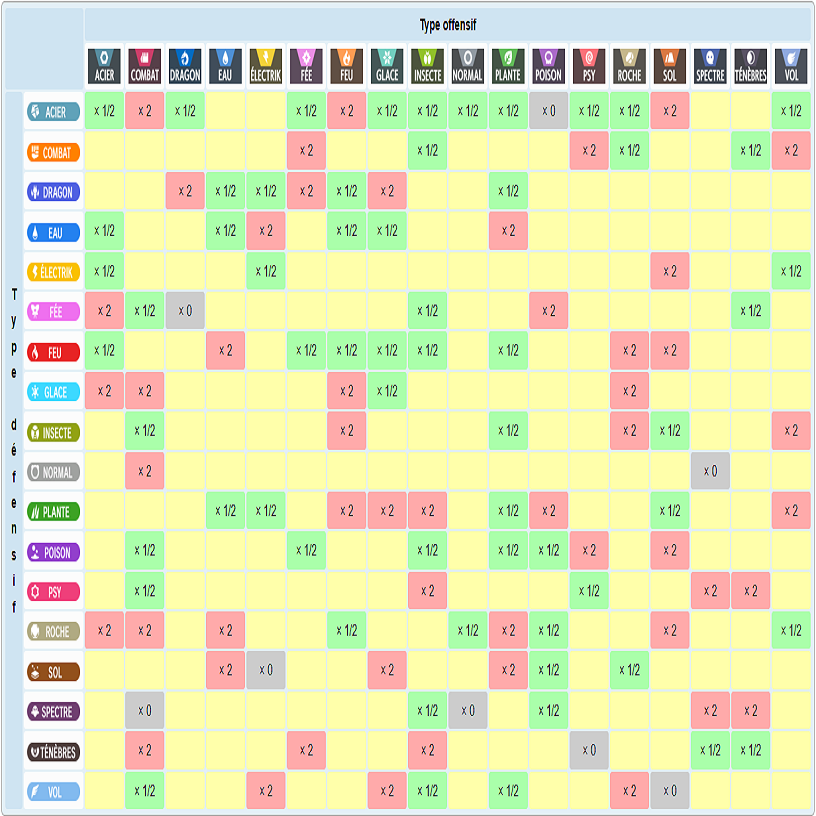 Type offensif
ACIER COMBAT DRAGON EAU ÉLECTRIK FÉE FEU GLACE INSECTE NORMAL PLANTE POISON PSY ROCHE SOL SPECTRE TÉNÈBRES VOL
Type défensif
ACIER x 1/2 x 2 x 1/2 x 1/2 x 2 x 1/2 x 1/2 x 1/2 x 1/2 x 0 x 1/2 x 1/2 x 2 x 1/2
COMBAT x 2 x 1/2 x 2 x 1/2 x 1/2 x 2
DRAGON x 2 x 1/2 x 1/2 x 2 x 1/2 x 2 x 1/2
EAU x 1/2 x 1/2 x 2 x 1/2 x 1/2 x 2
ÉLECTRIK x 1/2 x 1/2 x 2 x 1/2
FÉE x 2 x 1/2 x 0 x 1/2 x 2 x 1/2
FEU x 1/2 x 2 x 1/2 x 1/2 x 1/2 x 1/2 x 1/2 x 2 x 2
GLACE x 2 x 2 x 2 x 1/2 x 2
INSECTE x 1/2 x 2 x 1/2 x 2 x 1/2 x 2
NORMAL x 2 x 0
PLANTE x 1/2 x 1/2 x 2 x 2 x 2 x 1/2 x 2 x 1/2 x 2
POISON x 1/2 x 1/2 x 1/2 x 1/2 x 1/2 x 2 x 2
PSY x 1/2 x 2 x 1/2 x 2 x 2
ROCHE x 2 x 2 x 2 x 1/2 x 1/2 x 2 x 1/2 x 2 x 1/2
SOL x 2 x 0 x 2 x 2 x 1/2 x 1/2
SPECTRE x 0 x 1/2 x 0 x 1/2 x 2 x 2
TÉNÈBRES x 2 x 2 x 2 x 0 x 1/2 x 1/2
VOL x 1/2 x 2 x 2 x 1/2 x 1/2 x 2 x 0